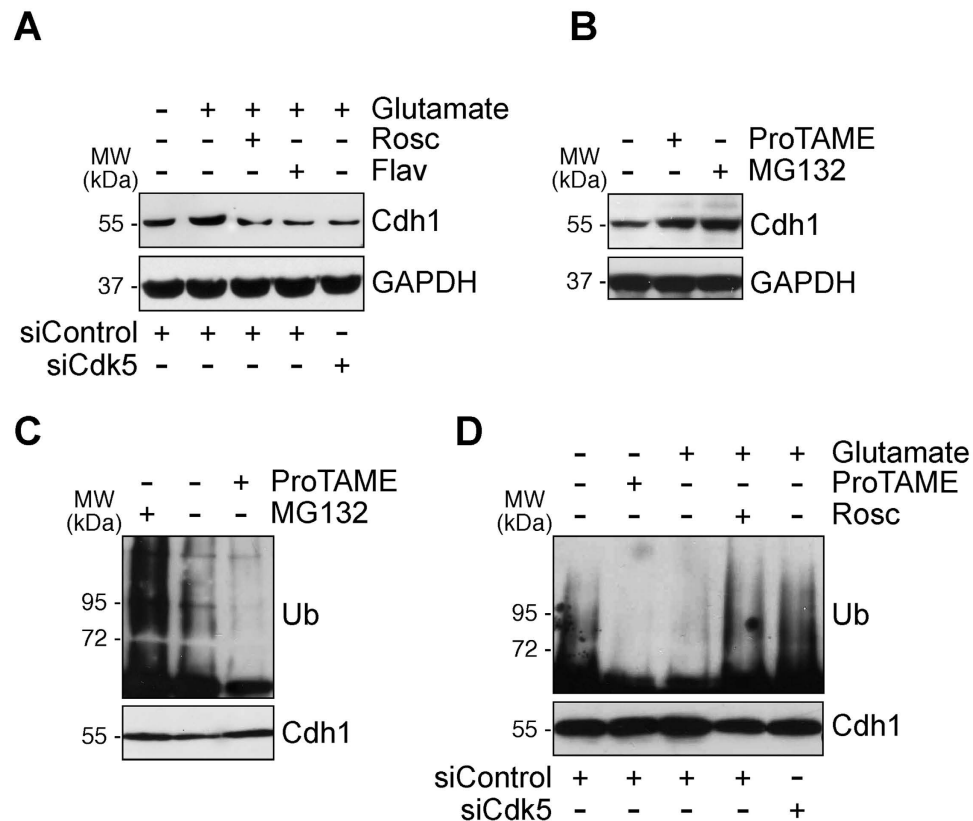 A
- + + + + Glutamate
- - + - - Rosc
- - - + - Flav
MW
(kDa)
55 - Cdh1
37 - GAPDH
siControl + + + + -
siCdk5 - - - - +
B
- + - ProTAME
- - + MG132
MW
(kDa)
55 - Cdh1
37 - GAPDH
C
- - + ProTAME
+ - - MG132
MW
(kDa)
95 -
72 -
Ub
55 - Cdh1
D
- - + + + Glutamate
- + - - - ProTAME
- - - + - Rosc
MW
(kDa)
95 -
72 -
Ub
55 - Cdh1
siControl + + + + -
siCdk5 - - - - +